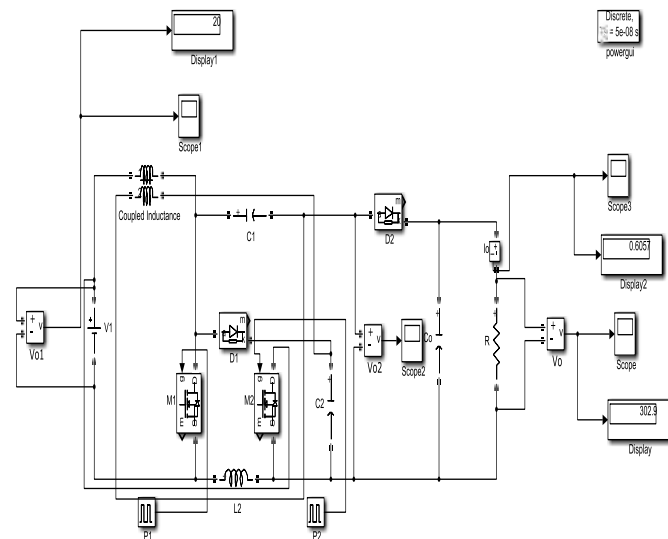 20
Display1
Discrete,
= 5e-08 s
powergui
Scope1
Scope3
Coupled Inductance
C1
m
D2
Io
0.6057
Display2
V1
v
Vo1
m
D1
Vo2
v
Scope2
Co
R
v
Vo
Scope
M1
M2
C2
302.9
Display
L2
P1
P2